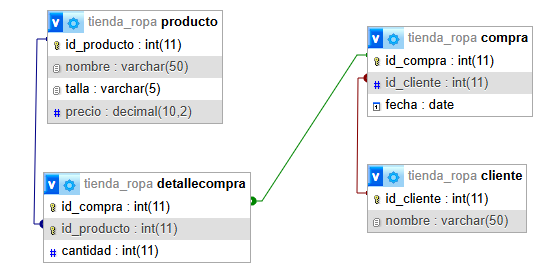 tienda_ropa producto
id_producto : int(11)
nombre : varchar(50)
talla : varchar(5)
# precio : decimal(10,2)
tienda_ropa detallecompra
id_compra : int(11)
id_producto : int(11)
# cantidad : int(11)
tienda_ropa compra
id_compra : int(11)
# id_cliente : int(11)
fecha : date
tienda_ropa cliente
id_cliente : int(11)
nombre : varchar(50)